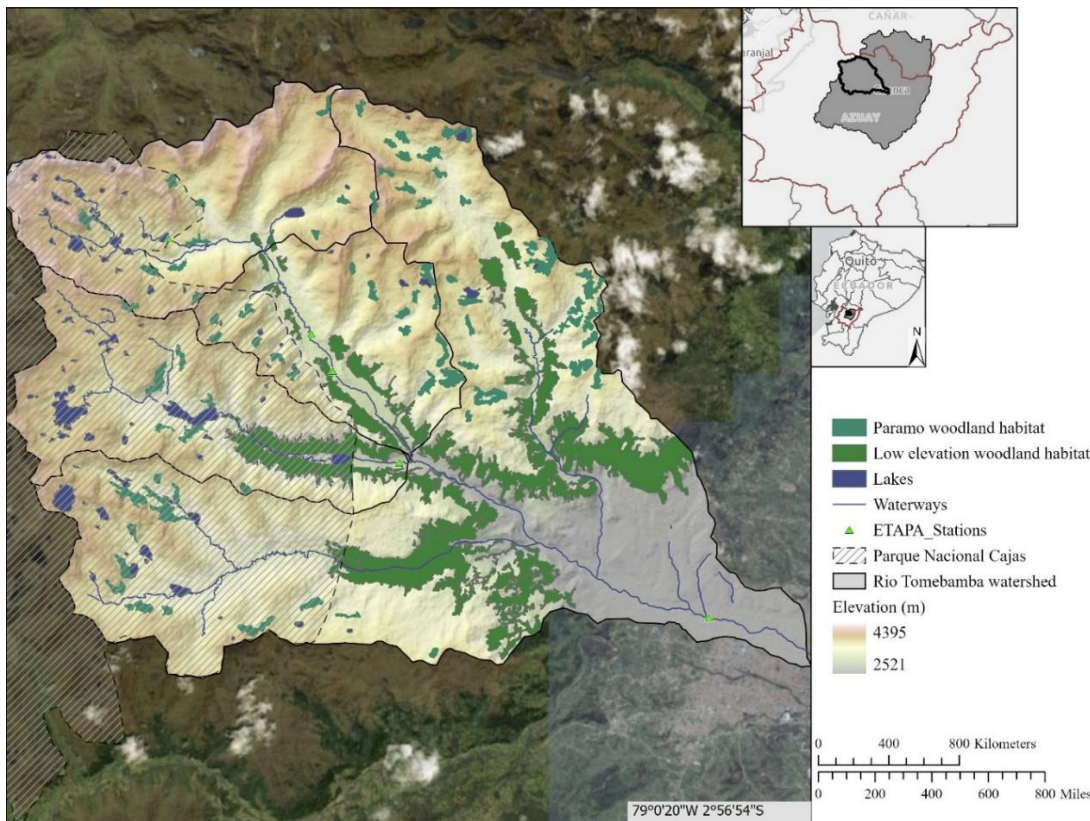 CAÑAR
aranjal
nca
AZUAY
Quito
ECUADOR
N
Paramo woodland habitat
Low elevation woodland habitat
Lakes
Waterways
ETAPA_Stations
Parque Nacional Cajas
Rio Tomebamba watershed
Elevation (m)
4395
2521
0 400 800 Kilometers
0 200 400 600 800 Miles
79°0'20"W 2°56'54"S